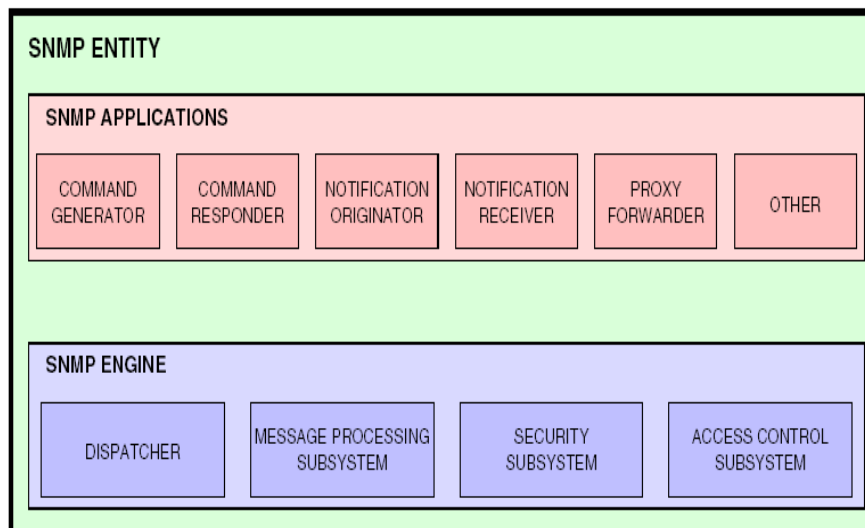 SNMP ENTITY
SNMP APPLICATIONS
COMMAND
GENERATOR
COMMAND
RESPONDER
NOTIFICATION
ORIGINATOR
NOTIFICATION
RECEIVER
PROXY
FORWARDER
OTHER
SNMP ENGINE
DISPATCHER
MESSAGE PROCESSING
SUBSYSTEM
SECURITY
SUBSYSTEM
ACCESS CONTROL
SUBSYSTEM